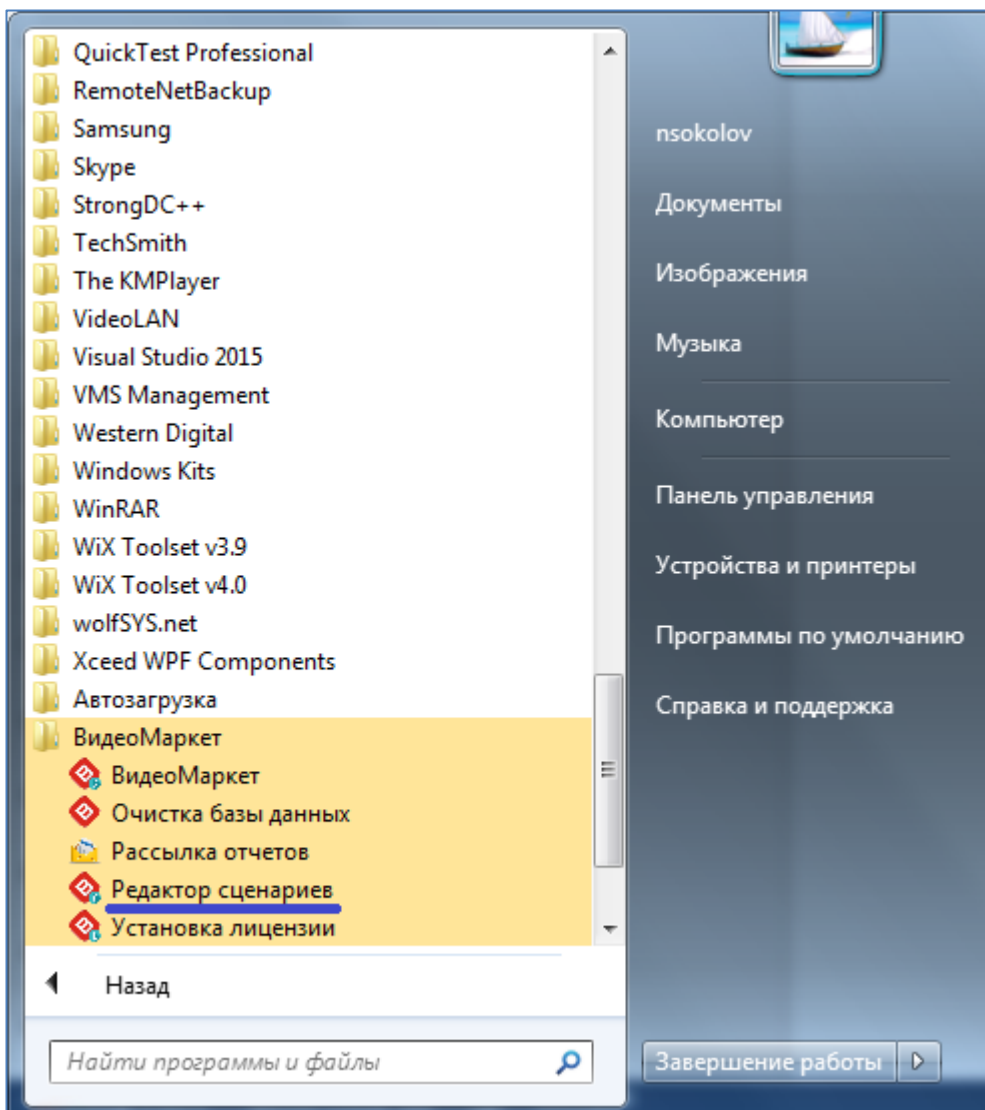 QuickTest Professional
RemoteNetBackup
Samsung
Skype
StrongDC++
TechSmith
The KMPlayer
VideoLAN
Visual Studio 2015
VMS Management
Western Digital
Windows Kits
WinRAR
WiX Toolset v3.9
WiX Toolset v4.0
wolfSYS.net
Xceed WPF Components
Автозагрузка
ВидеоМаркет
ВидеоМаркет
Очистка базы данных
Рассылка отчетов
Редактор сценариев
Установка лицензии
Назад
Найти программы и файлы
nsokolov
Документы
Изображения
Музыка
Компьютер
Панель управления
Устройства и принтеры
Программы по умолчанию
Справка и поддержка
Завершение работы